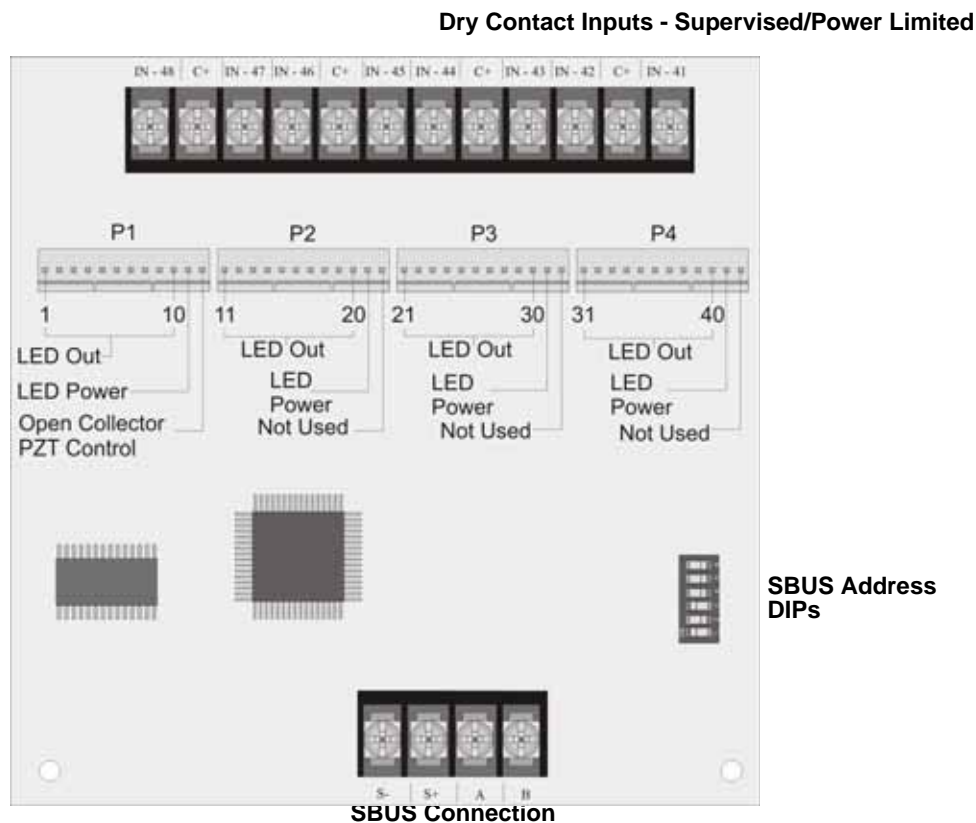 Dry Contact Inputs - Supervised/Power Limited
IN - 48 C+ IN - 47 IN - 46 C+ IN - 45 IN - 44 C+ IN - 43 IN - 42 C+ IN - 41
P1 P2 P3 P4
1 10 11 20 21 30 31 40
LED Out LED Out LED Out LED Out
LED Power
LED
Power
LED
Power
LED
Power
Open Collector
PZT Control
Not Used Not Used Not Used
SBUS Address
DIPs
S- S+ A B
SBUS Connection